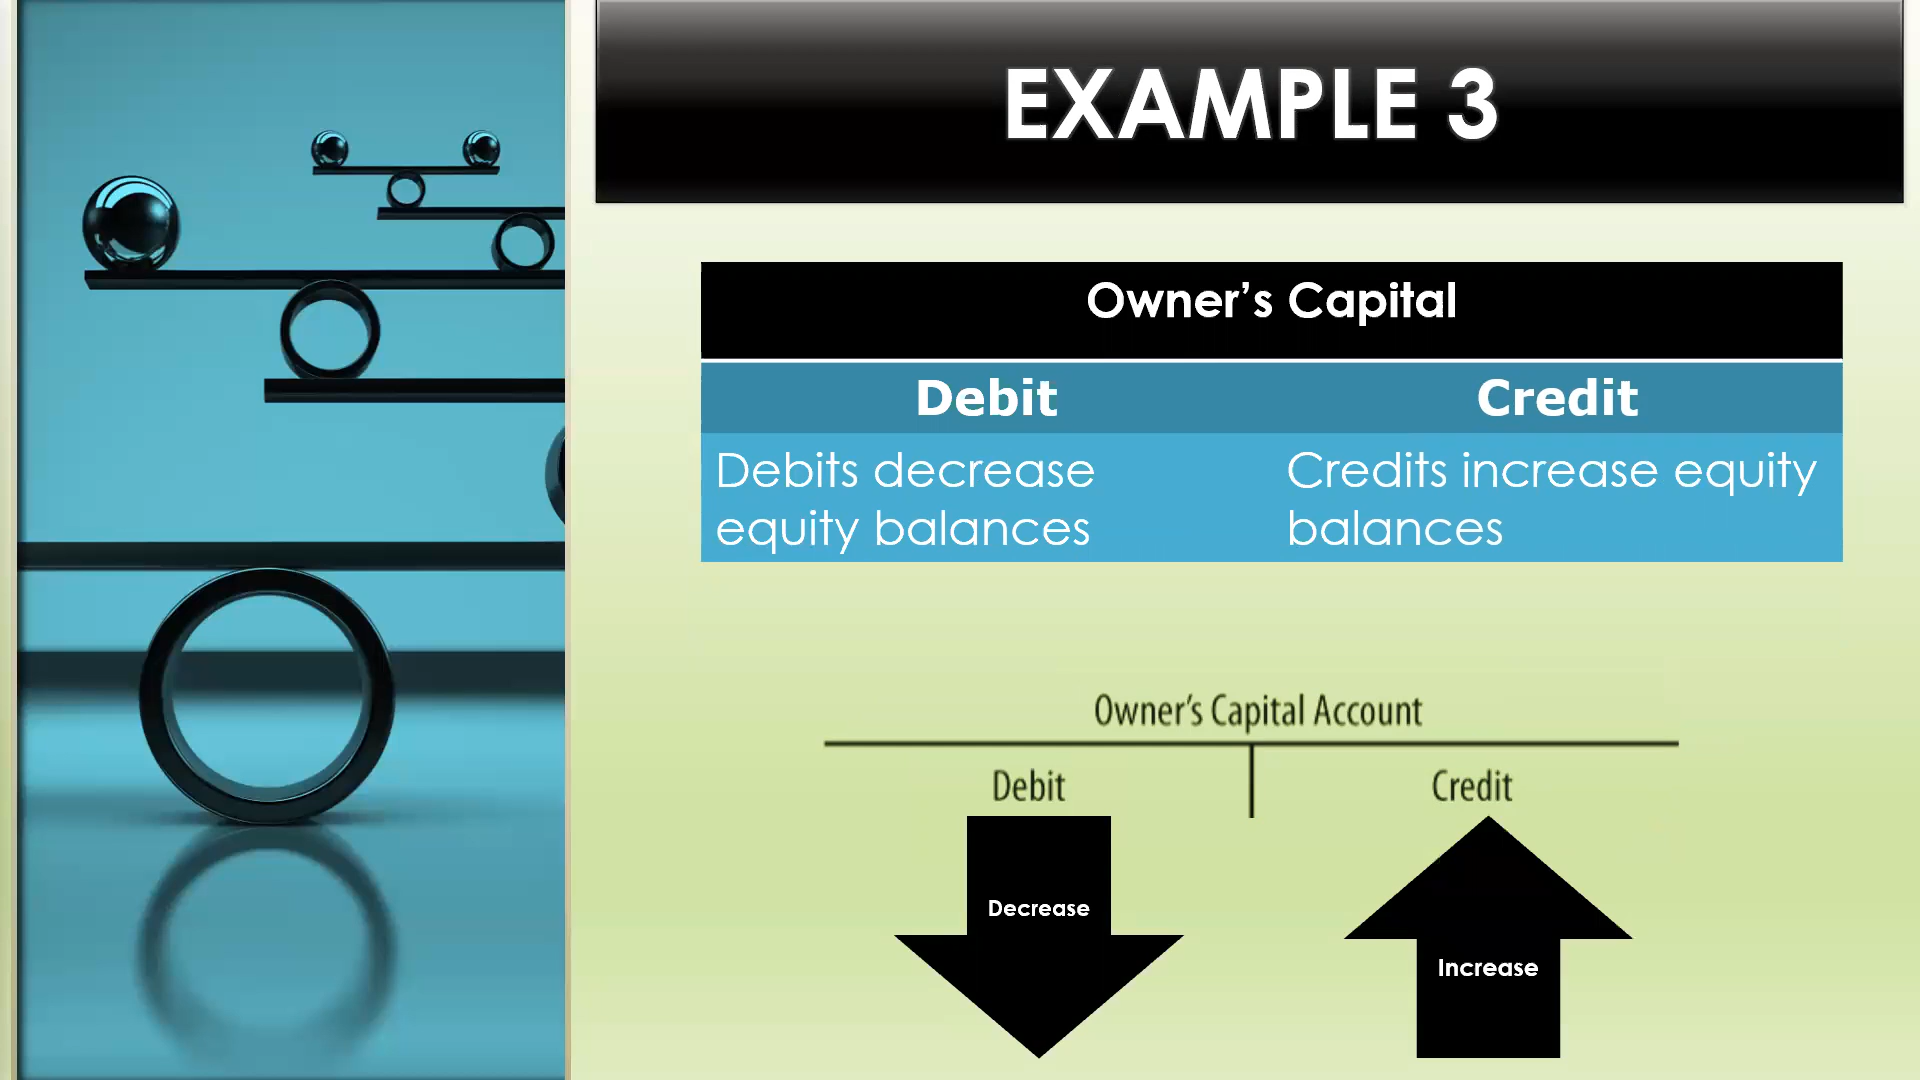 EXAMPLE 3
Owner’s Capital
Debit Credit
Debits decrease
equity balances
Credits increase equity
balances
Owner’s Capital Account
Debit Credit
Decrease
Increase